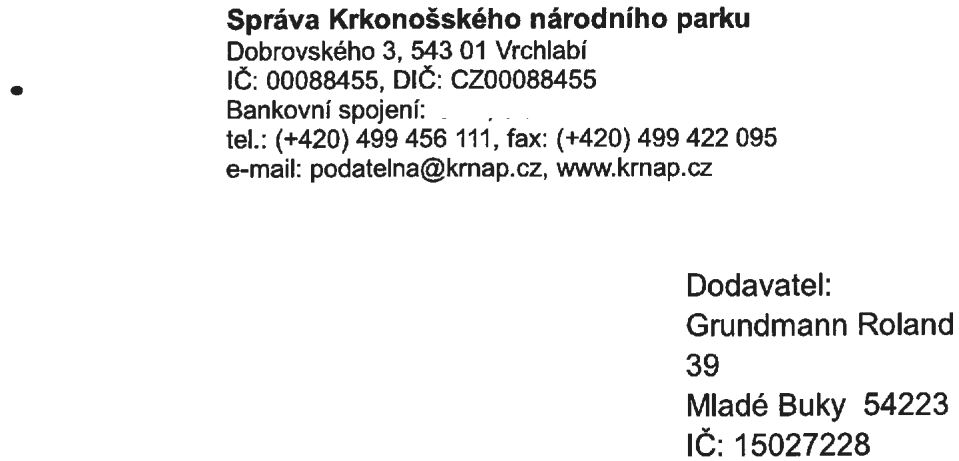 Správa Krkonošského národního parku
Dobrovského 3, 543 01 Vrchlabí
IČ: 00088455, DIČ: CZ00088455
Bankovní spojení:
tel.: (+420) 499 456 111, fax: (+420) 499 422 095
e-mail: podatelna@krnap.cz, www.krnap.cz
Dodavatel:
Grundmann Roland
39
Mladé Buky 54223
IČ: 15027228